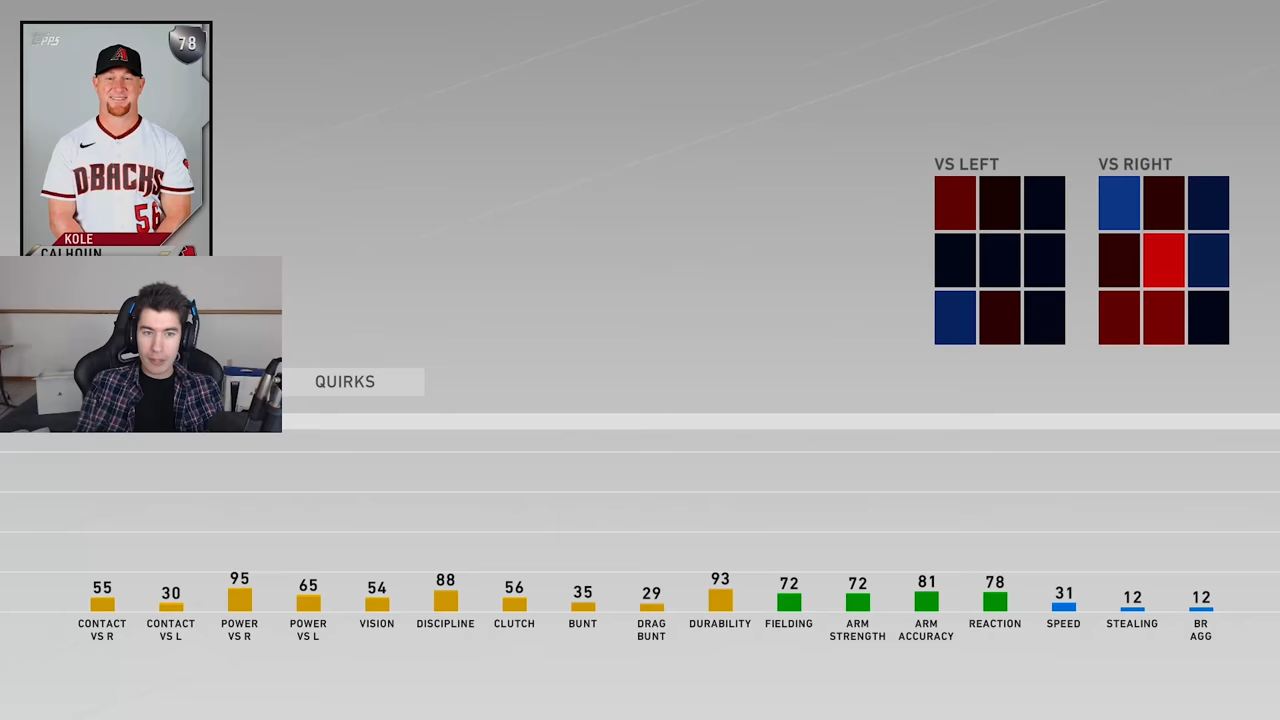 TOPPS
78
DBACKS
56
KOLE
CALHOUN
VS LEFT
VS RIGHT
QUIRKS
55
30
95
65
54
88
56
35
29
93
72
72
81
78
31
12
12
CONTACT VS R
CONTACT VS L
POWER VS R
POWER VS L
VISION
DISCIPLINE
CLUTCH
BUNT
DRAG BUNT
DURABILITY
FIELDING
ARM STRENGTH
ARM ACCURACY
REACTION
SPEED
STEALING
BR AGG